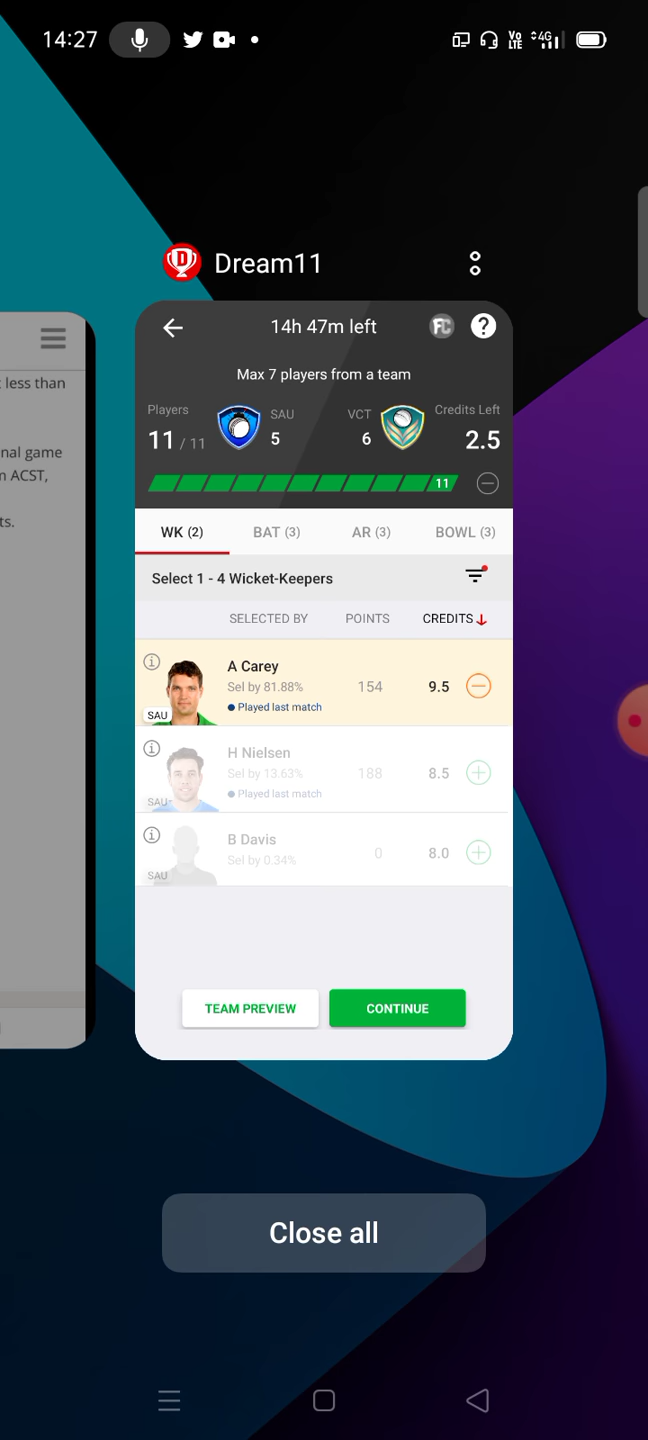 14:27
Vo LTE
4G
Dream11
less than
nal game
n ACST,
ts.
14h 47m left
FC
?
Max 7 players from a team
Players
SAU
VCT
Credits Left
11 / 11
5
6
2.5
11
WK (2)
BAT (3)
AR (3)
BOWL (3)
Select 1 - 4 Wicket-Keepers
SELECTED BY
POINTS
CREDITS
A Carey
Sel by 81.88%
154
9.5
Played last match
SAU
H Nielsen
Sel by 13.63%
188
8.5
Played last match
SAU
B Davis
Sel by 0.34%
0
8.0
SAU
TEAM PREVIEW
CONTINUE
Close all